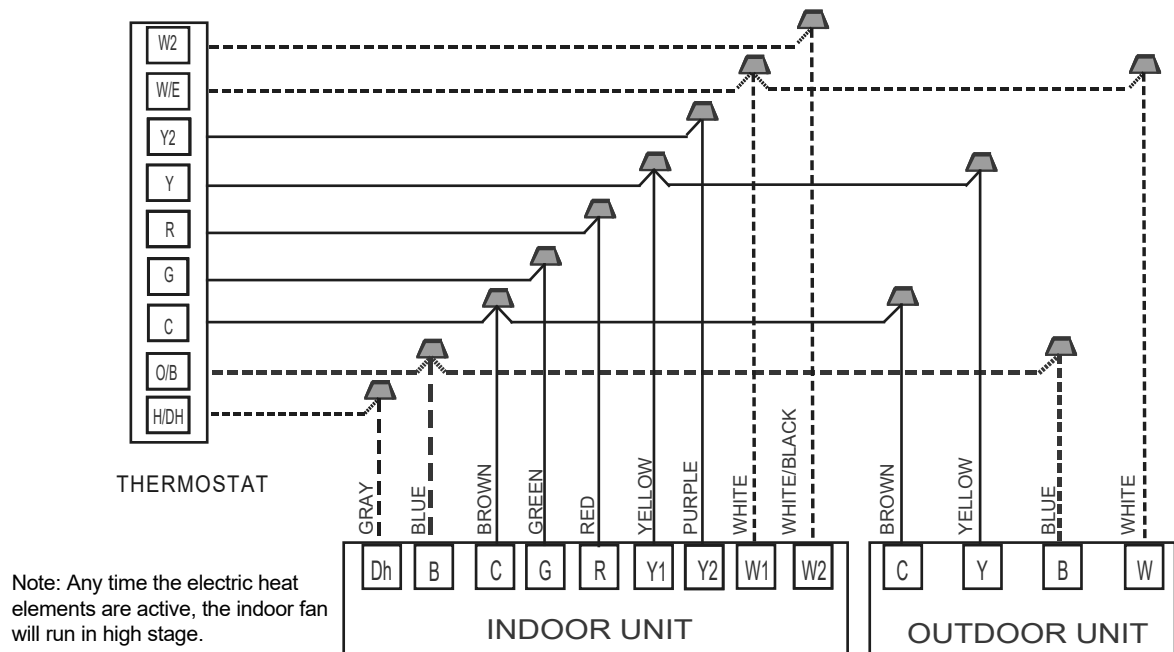 W2
W/E
Y2
Y
R
G
C
O/B
H/DH
THERMOSTAT
GRAY
BLUE
BROWN
GREEN
RED
YELLOW
PURPLE
WHITE
WHITE/BLACK
BROWN
YELLOW
BLUE
WHITE
Dh B C G R Y1 Y2 W1 W2
C Y B W
INDOOR UNIT
OUTDOOR UNIT
Note: Any time the electric heat
elements are active, the indoor fan
will run in high stage.